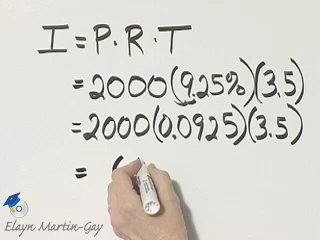 I = P · R · T
= 2000(9.25%)(3.5)
= 2000(0.0925)(3.5)
= (
Elayn Martin-Gay